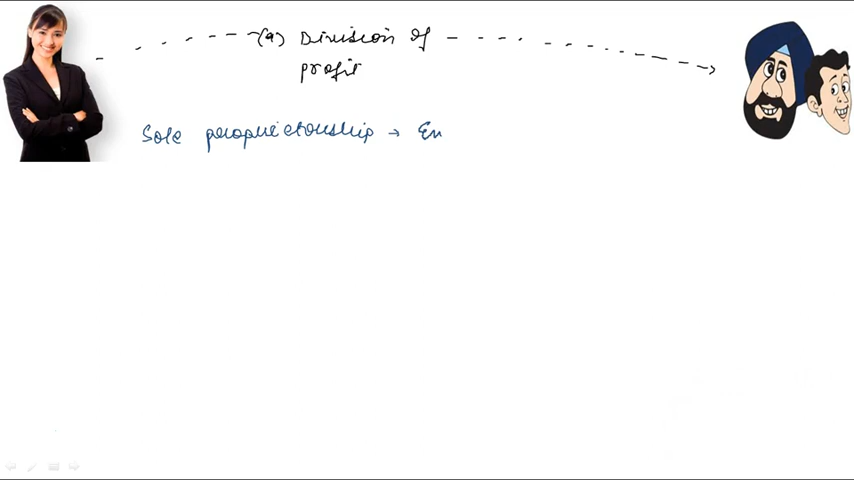 (a) Division of
profit
Sole proprietorship → En